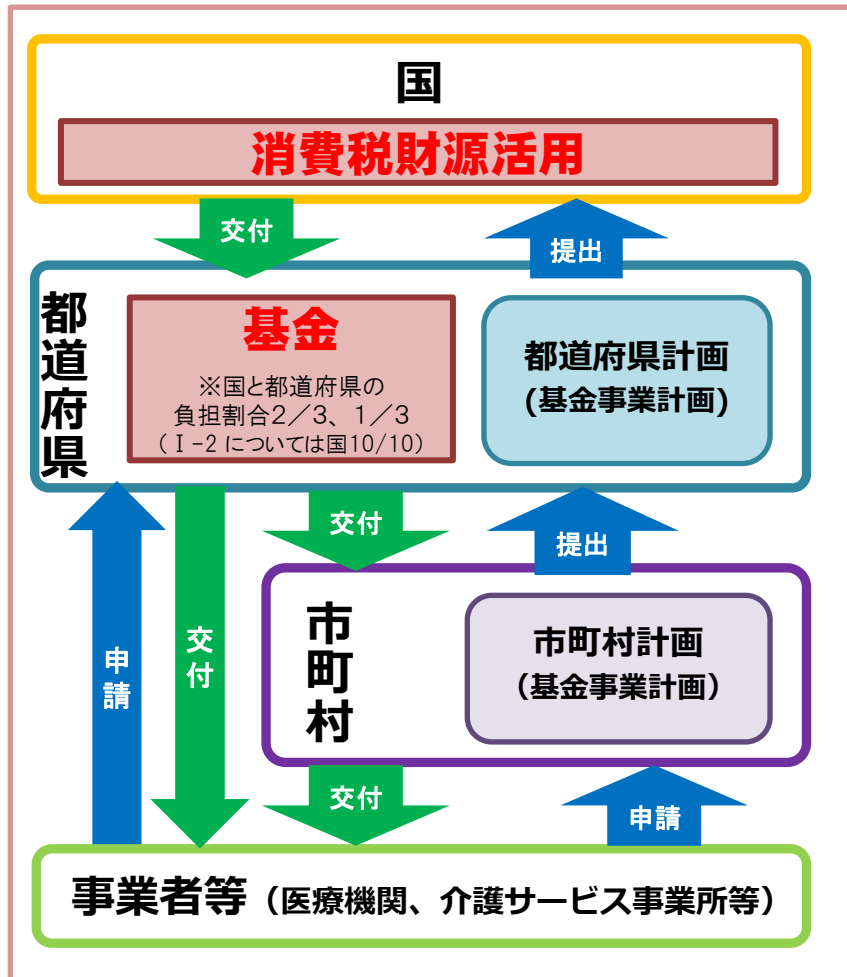 国
消費税財源活用
交付
提出
都道府県
基金
※国と都道府県の
負担割合2／3、1／3
（Ⅰ-2 については国10/10）
都道府県計画
(基金事業計画)
交付
提出
申請
交付
市町村
市町村計画
（基金事業計画）
交付
申請
事業者等（医療機関、介護サービス事業所等）